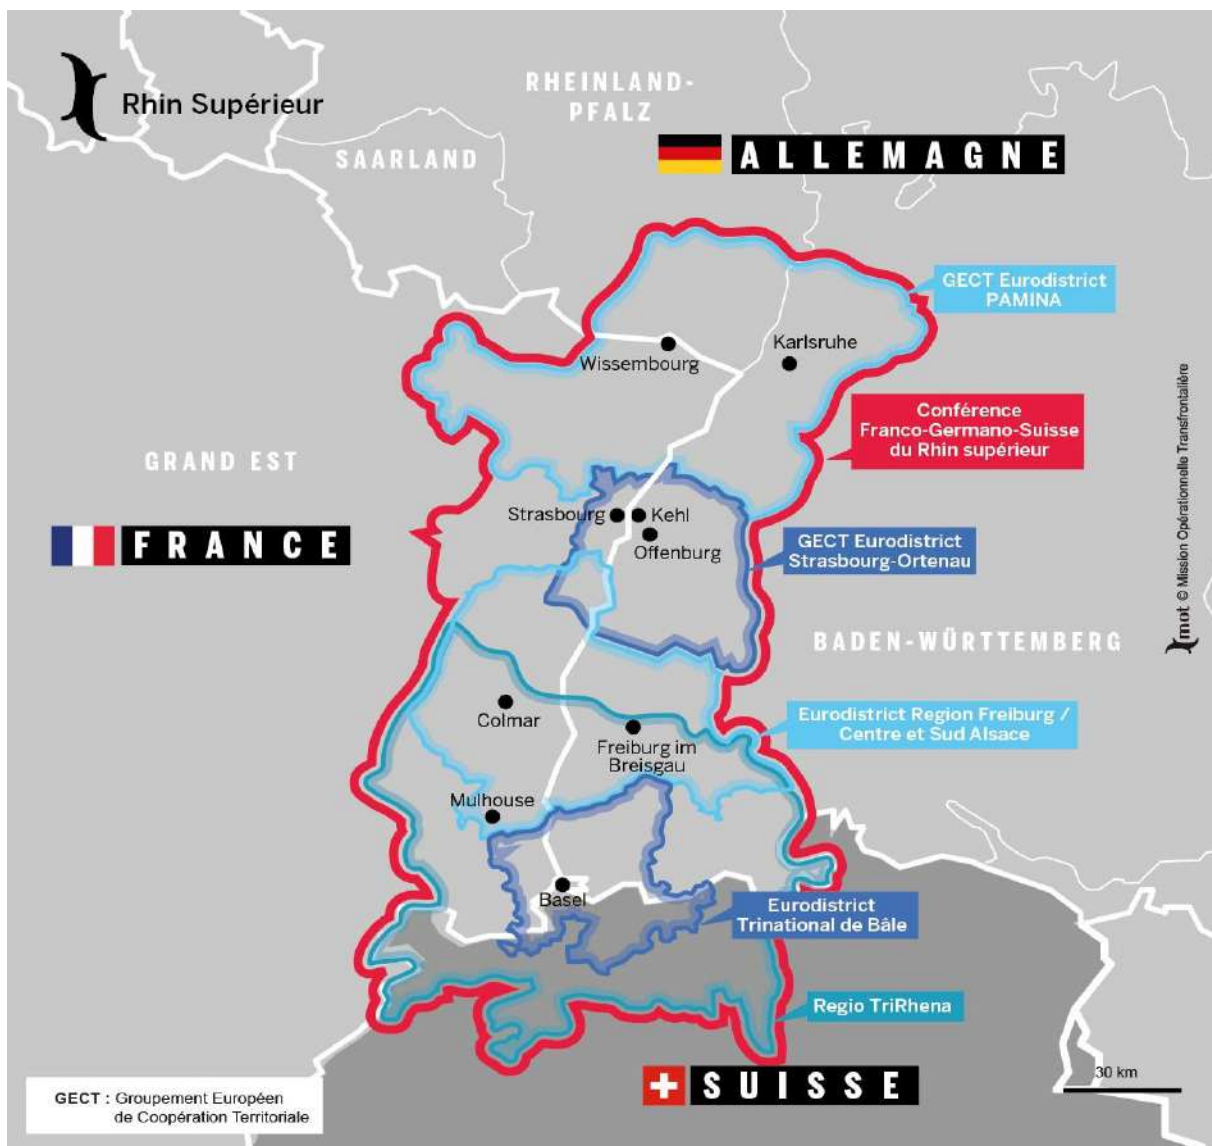 Rhin Supérieur
RHEINLAND-
PFALZ
SAARLAND
ALLEMAGNE
GECT Eurodistrict
PAMINA
Karlsruhe
Wissembourg
Conférence
Franco-Germano-Suisse
du Rhin supérieur
GRAND EST
Strasbourg
Kehl
Offenburg
FRANCE
GECT Eurodistrict
Strasbourg-Ortenau
BADEN-WÜRTTEMBERG
mot © Mission Opérationnelle Transfrontalière
Colmar
Eurodistrict Region Freiburg /
Centre et Sud Alsace
Freiburg im
Breisgau
Mulhouse
Basel
Eurodistrict
Trinational de Bâle
Regio TriRhena
30 km
SUISSE
GECT : Groupement Européen
de Coopération Territoriale